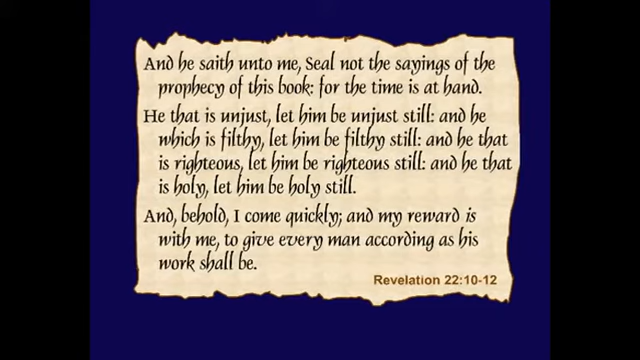 And he saith unto me, Seal not the sayings of the
prophecy of this book: for the time is at hand.
He that is unjust, let him be unjust still: and he
which is filthy, let him be filthy still: and he that
is righteous, let him be righteous still: and he that
is holy, let him be holy still.
And, behold, I come quickly; and my reward is
with me, to give every man according as his
work shall be.
Revelation 22:10-12